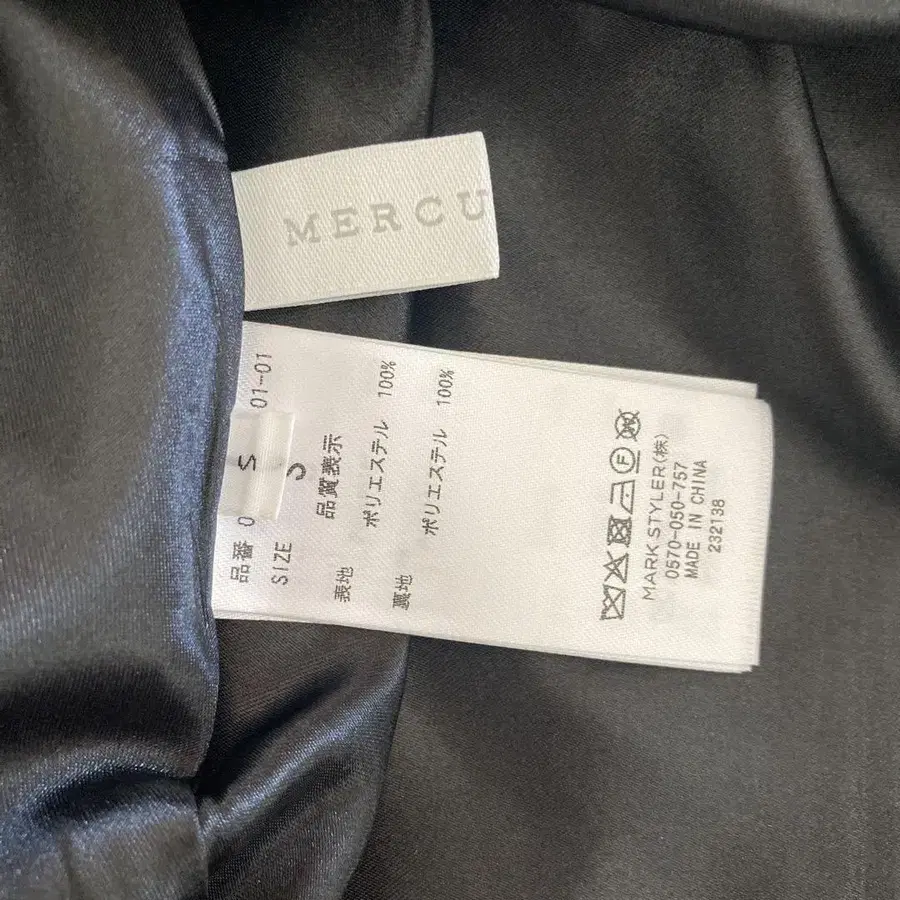 MERCU
品番 0 01-01
S
SIZE S
品質表示
表地 ポリエステル 100%
裏地 ポリエステル 100%
MARK STYLER(株)
0570-050-757
MADE IN CHINA
232138